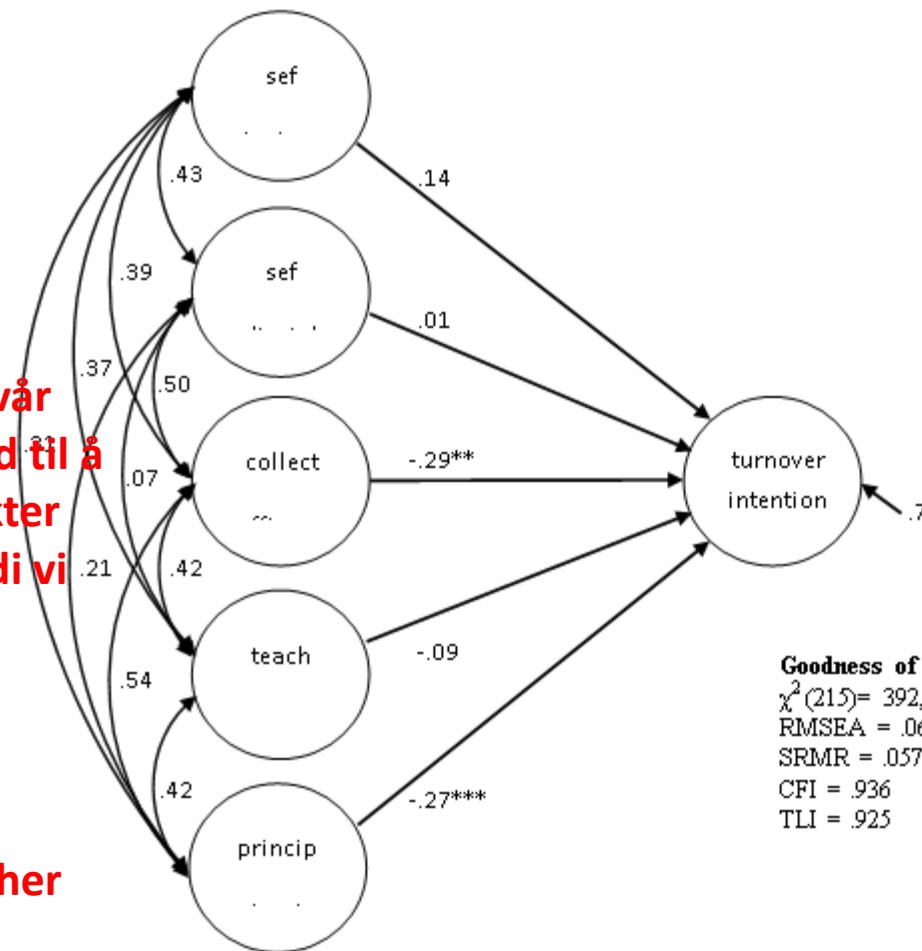 sef
.43
.14
.39
sef
.01
.37
.50
vår
d til å
collect
-.29**
turnover
intention
.07
kter
di vi
.21
.42
teach
-.09
.54
Goodness of
χ²(215)= 392,
RMSEA = .06
SRMR = .057
CFI = .936
TLI = .925
.42
-.27***
princip
her